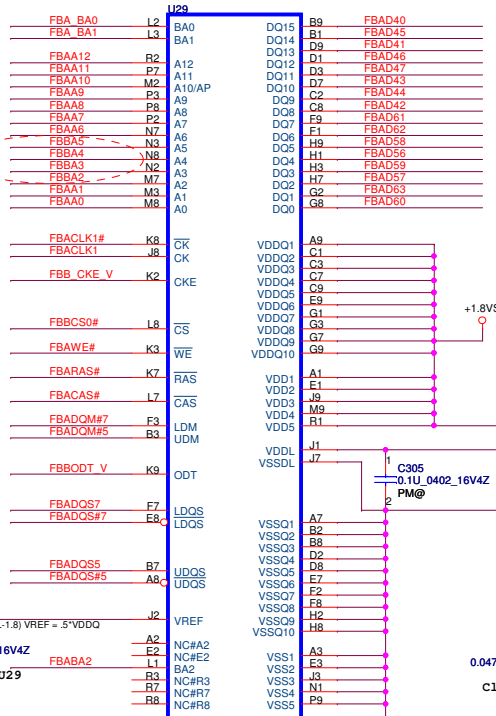 U29
FBA_BA0 L2 BA0 DQ15 B9 FBAD40
FBA_BA1 L3 BA1 DQ14 B1 FBAD45
DQ13 D9 FBAD41
FBAA12 R2 A12 DQ12 D1 FBAD46
FBAA11 P7 A11 DQ11 D3 FBAD47
FBAA10 M2 A10/AP DQ10 D7 FBAD43
FBAA9 P3 A9 DQ9 C2 FBAD44
FBAA8 P8 A8 DQ8 C8 FBAD42
FBAA7 P2 A7 DQ7 F9 FBAD61
FBAA6 N7 A6 DQ6 F1 FBAD62
FBBA5 N3 A5 DQ5 H9 FBAD58
FBBA4 N8 A4 DQ4 H1 FBAD56
FBBA3 N2 A3 DQ3 H3 FBAD59
FBBA2 M7 A2 DQ2 H7 FBAD57
FBAA1 M3 A1 DQ1 G2 FBAD63
FBAA0 M8 A0 DQ0 G8 FBAD60
FBACLK1# K8 CK VDDQ1 A9
FBACLK1 J8 CK VDDQ2 C1
VDDQ3 C3
FBB_CKE_V K2 CKE VDDQ4 C7
VDDQ5 C9
VDDQ6 E9
VDDQ7 G1
+1.8VS
FBBCS0# L8 CS VDDQ8 G3
VDDQ9 G7
FBAWE# K3 WE VDDQ10 G9
FBARAS# K7 RAS VDD1 A1
VDD2 E1
FBACAS# L7 CAS VDD3 J9
VDD4 M9
FBADQM#7 F3 LDM VDD5 R1
FBADQM#5 B3 UDM
VDDL J1
VSSDL J7
1
C305
FBBODT_V K9 ODT
0.1U_0402_16V4Z
PM@
2
FBADQS7 F7 LDQS
FBADQS#7 E8 LDQS VSSQ1 A7
VSSQ2 B2
VSSQ3 B8
VSSQ4 D2
FBADQS5 B7 UDQS VSSQ5 D8
FBADQS#5 A8 UDQS VSSQ6 E7
VSSQ7 F2
VSSQ8 F8
J2 VREF VSSQ9 H2
-1.8) VREF = .5*VDDQ VSSQ10 H8
A2 NC#A2
16V4Z E2 NC#E2 VSS1 A3
FBABA2 L1 BA2 VSS2 E3 0.047
U29 R3 NC#R3 VSS3 J3
R7 NC#R7 VSS4 N1 C1
R8 NC#R8 VSS5 P9